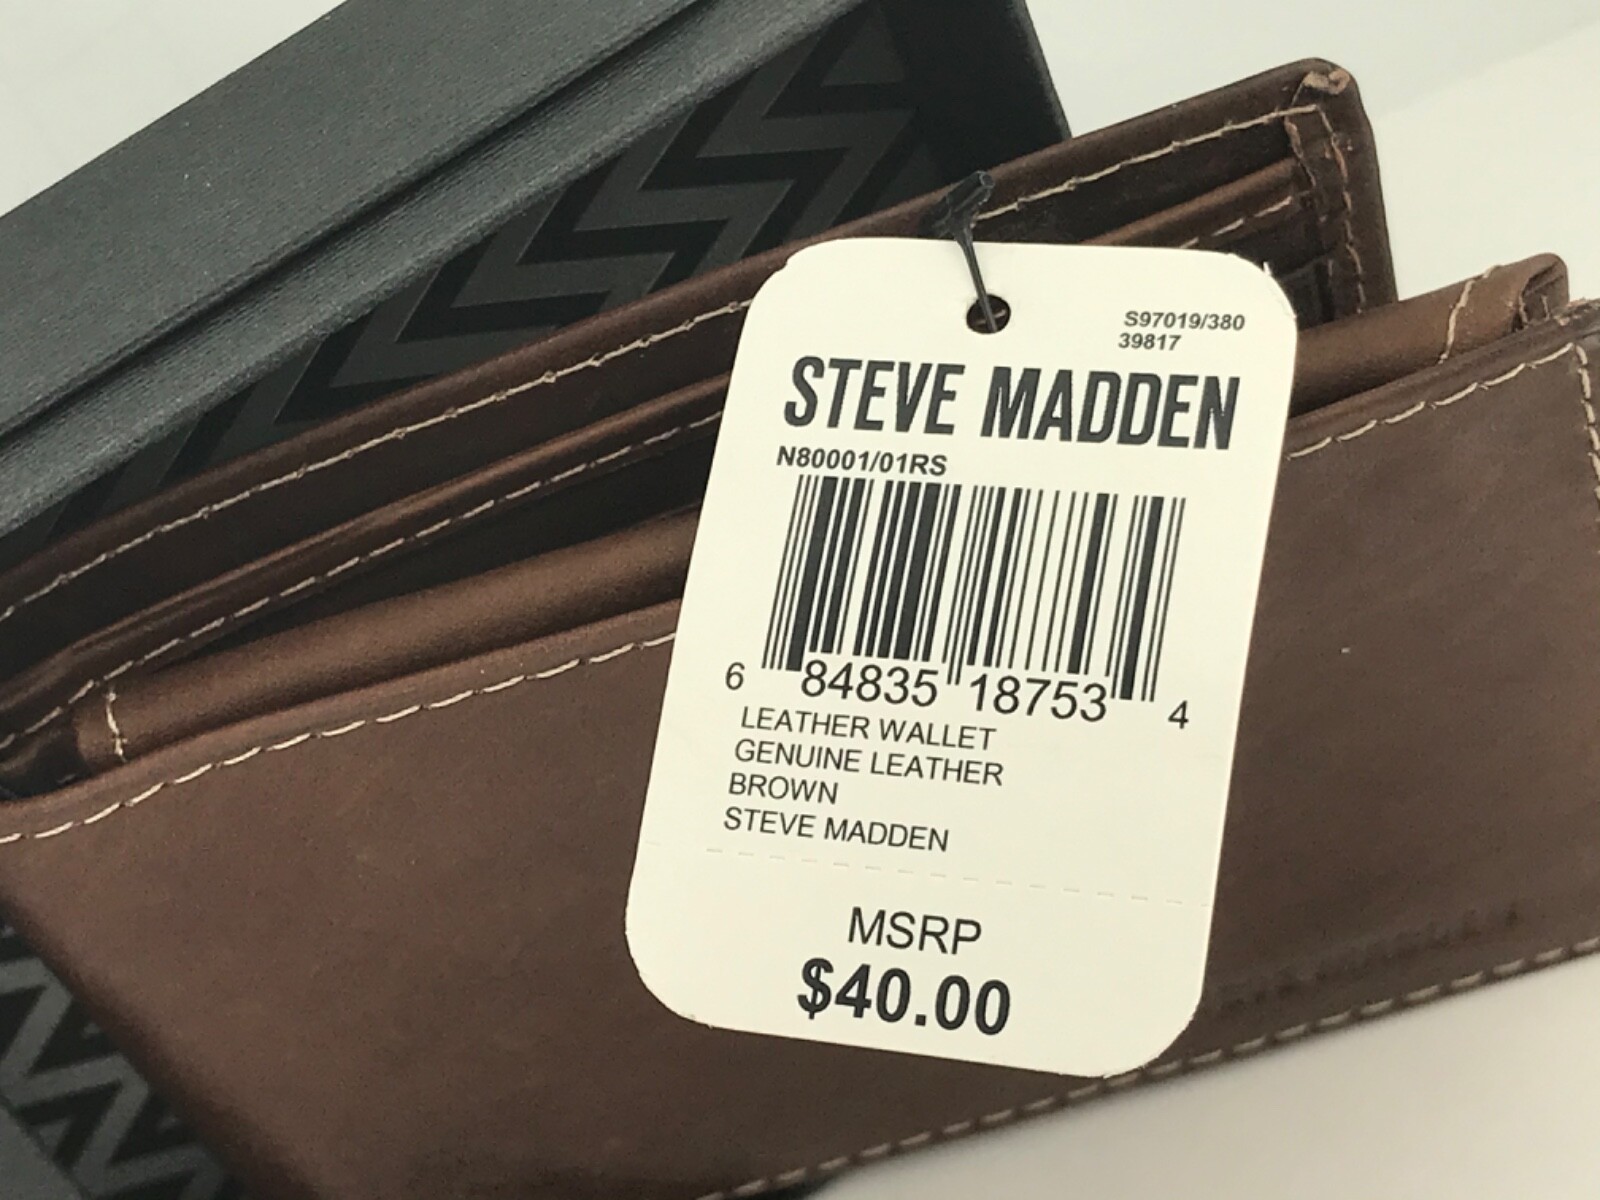 S97019/380
39817
STEVE MADDEN
N80001/01RS
6 84835 18753 4
LEATHER WALLET
GENUINE LEATHER
BROWN
STEVE MADDEN
MSRP
$40.00